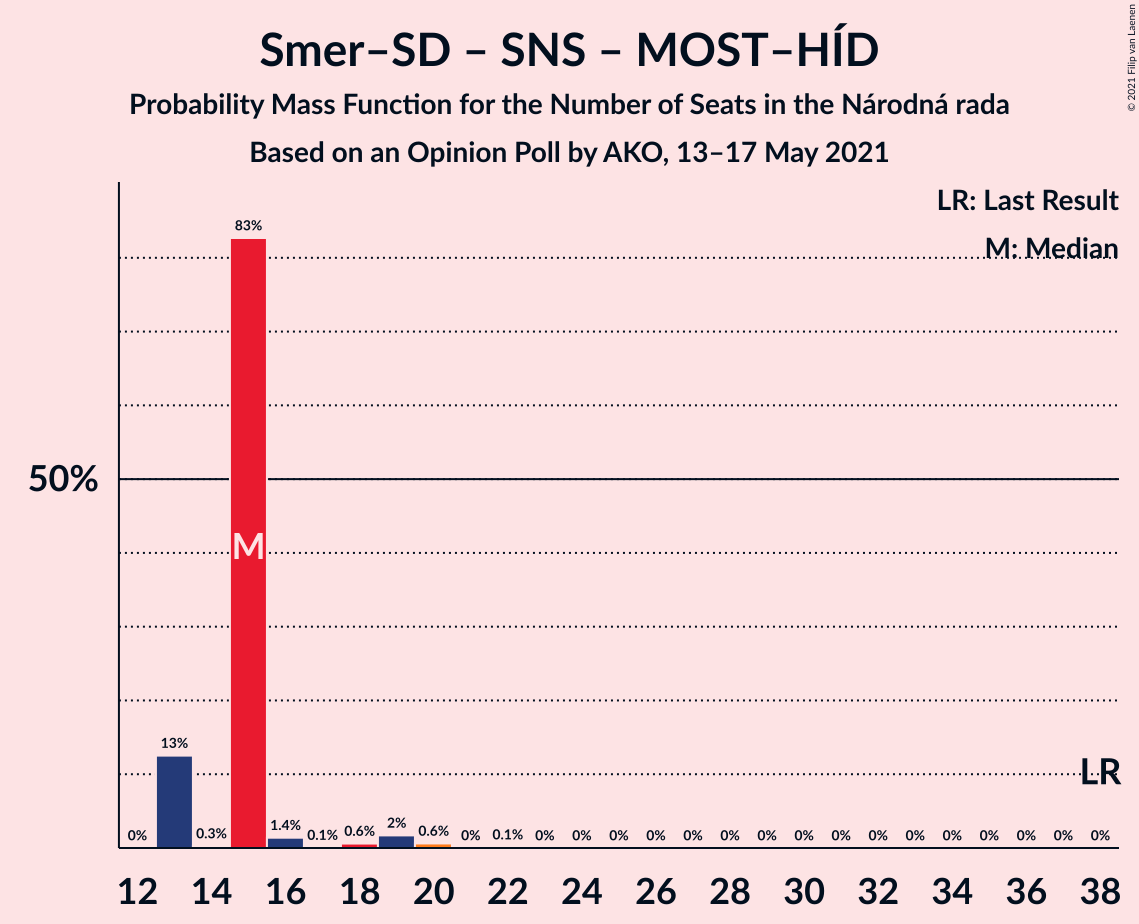 Smer–SD – SNS – MOST–HÍD
Probability Mass Function for the Number of Seats in the Národná rada
Based on an Opinion Poll by AKO, 13–17 May 2021
© 2021 Filip van Laenen
LR: Last Result
M: Median
83%
50%
M
13%
LR
0% 0.3% 1.4% 0.1% 0.6% 2% 0.6% 0% 0.1% 0% 0% 0% 0% 0% 0% 0% 0% 0% 0% 0% 0% 0% 0% 0% 0%
12 14 16 18 20 22 24 26 28 30 32 34 36 38